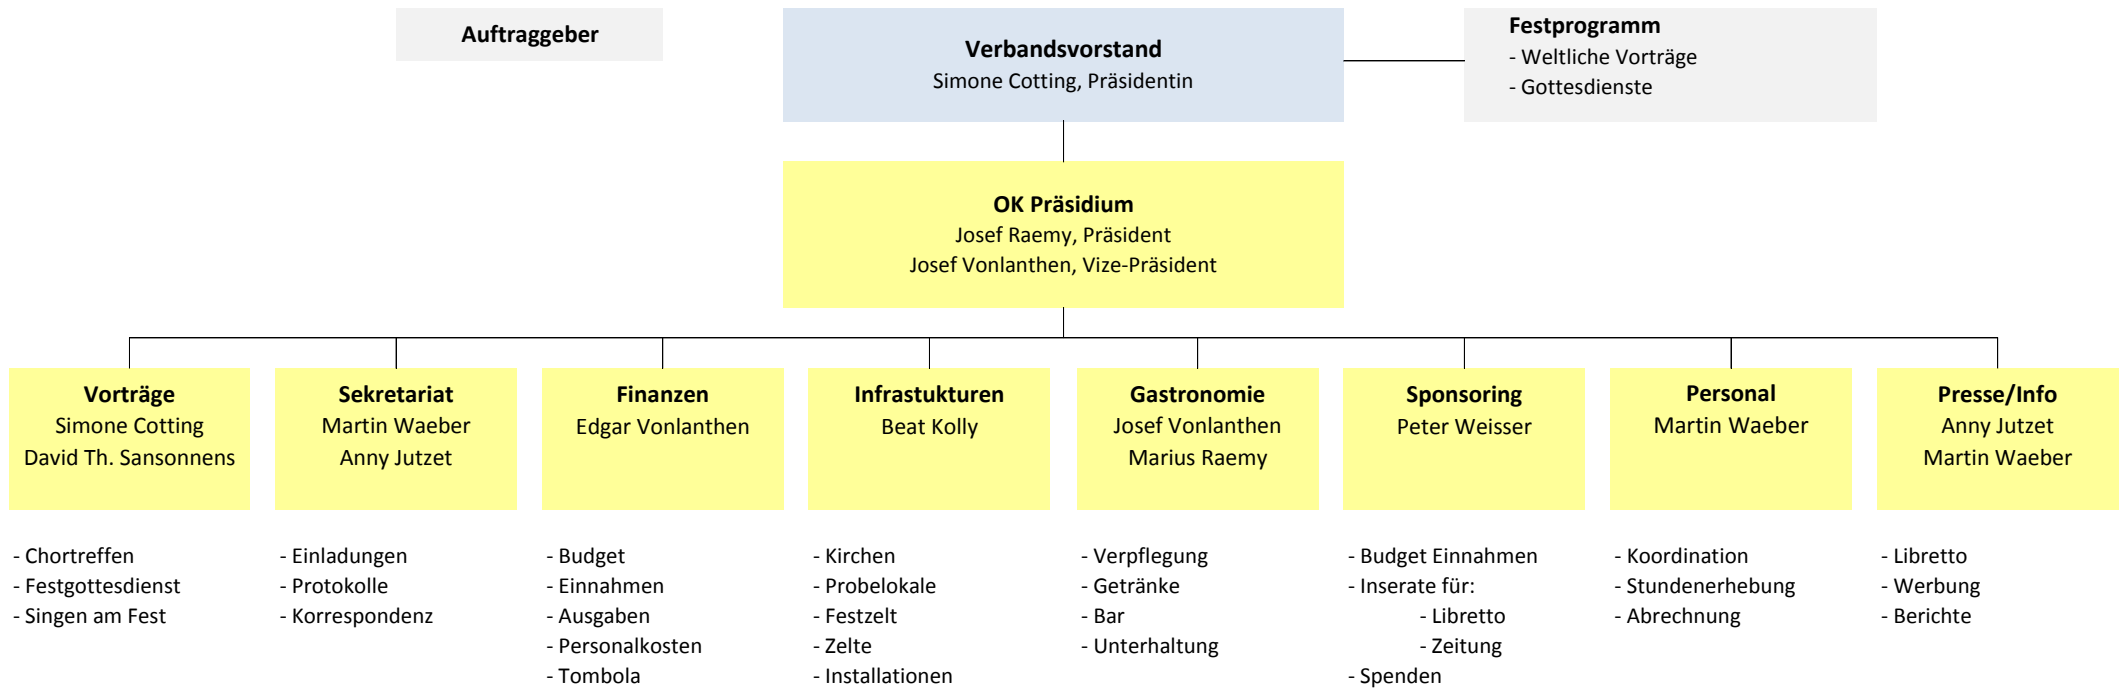 Auftraggeber
Verbandsvorstand
Simone Cotting, Präsidentin
Festprogramm
- Weltliche Vorträge
- Gottesdienste
OK Präsidium
Josef Raemy, Präsident
Josef Vonlanthen, Vize-Präsident
Vorträge
Simone Cotting
David Th. Sansonnens
Sekretariat
Martin Waeber
Anny Jutzet
Finanzen
Edgar Vonlanthen
Infrastukturen
Beat Kolly
Gastronomie
Josef Vonlanthen
Marius Raemy
Sponsoring
Peter Weisser
Personal
Martin Waeber
Presse/Info
Anny Jutzet
Martin Waeber
- Chortreffen
- Festgottesdienst
- Singen am Fest
- Einladungen
- Protokolle
- Korrespondenz
- Budget
- Einnahmen
- Ausgaben
- Personalkosten
- Tombola
- Kirchen
- Probelokale
- Festzelt
- Zelte
- Installationen
- Verpflegung
- Getränke
- Bar
- Unterhaltung
- Budget Einnahmen
- Inserate für:
- Libretto
- Zeitung
- Spenden
- Koordination
- Stundenerhebung
- Abrechnung
- Libretto
- Werbung
- Berichte